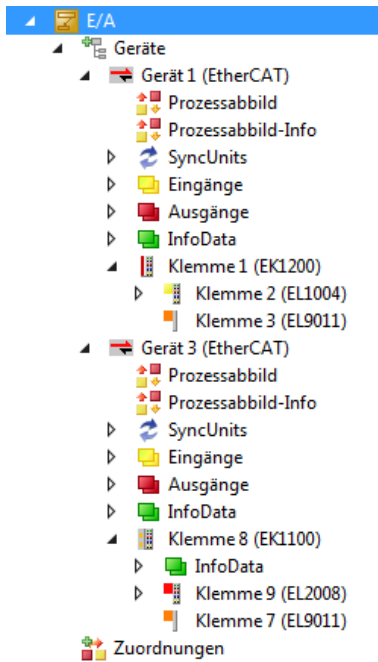 E/A
Geräte
Gerät 1 (EtherCAT)
Prozessabbild
Prozessabbild-Info
SyncUnits
Eingänge
Ausgänge
InfoData
Klemme 1 (EK1200)
Klemme 2 (EL1004)
Klemme 3 (EL9011)
Gerät 3 (EtherCAT)
Prozessabbild
Prozessabbild-Info
SyncUnits
Eingänge
Ausgänge
InfoData
Klemme 8 (EK1100)
InfoData
Klemme 9 (EL2008)
Klemme 7 (EL9011)
Zuordnungen